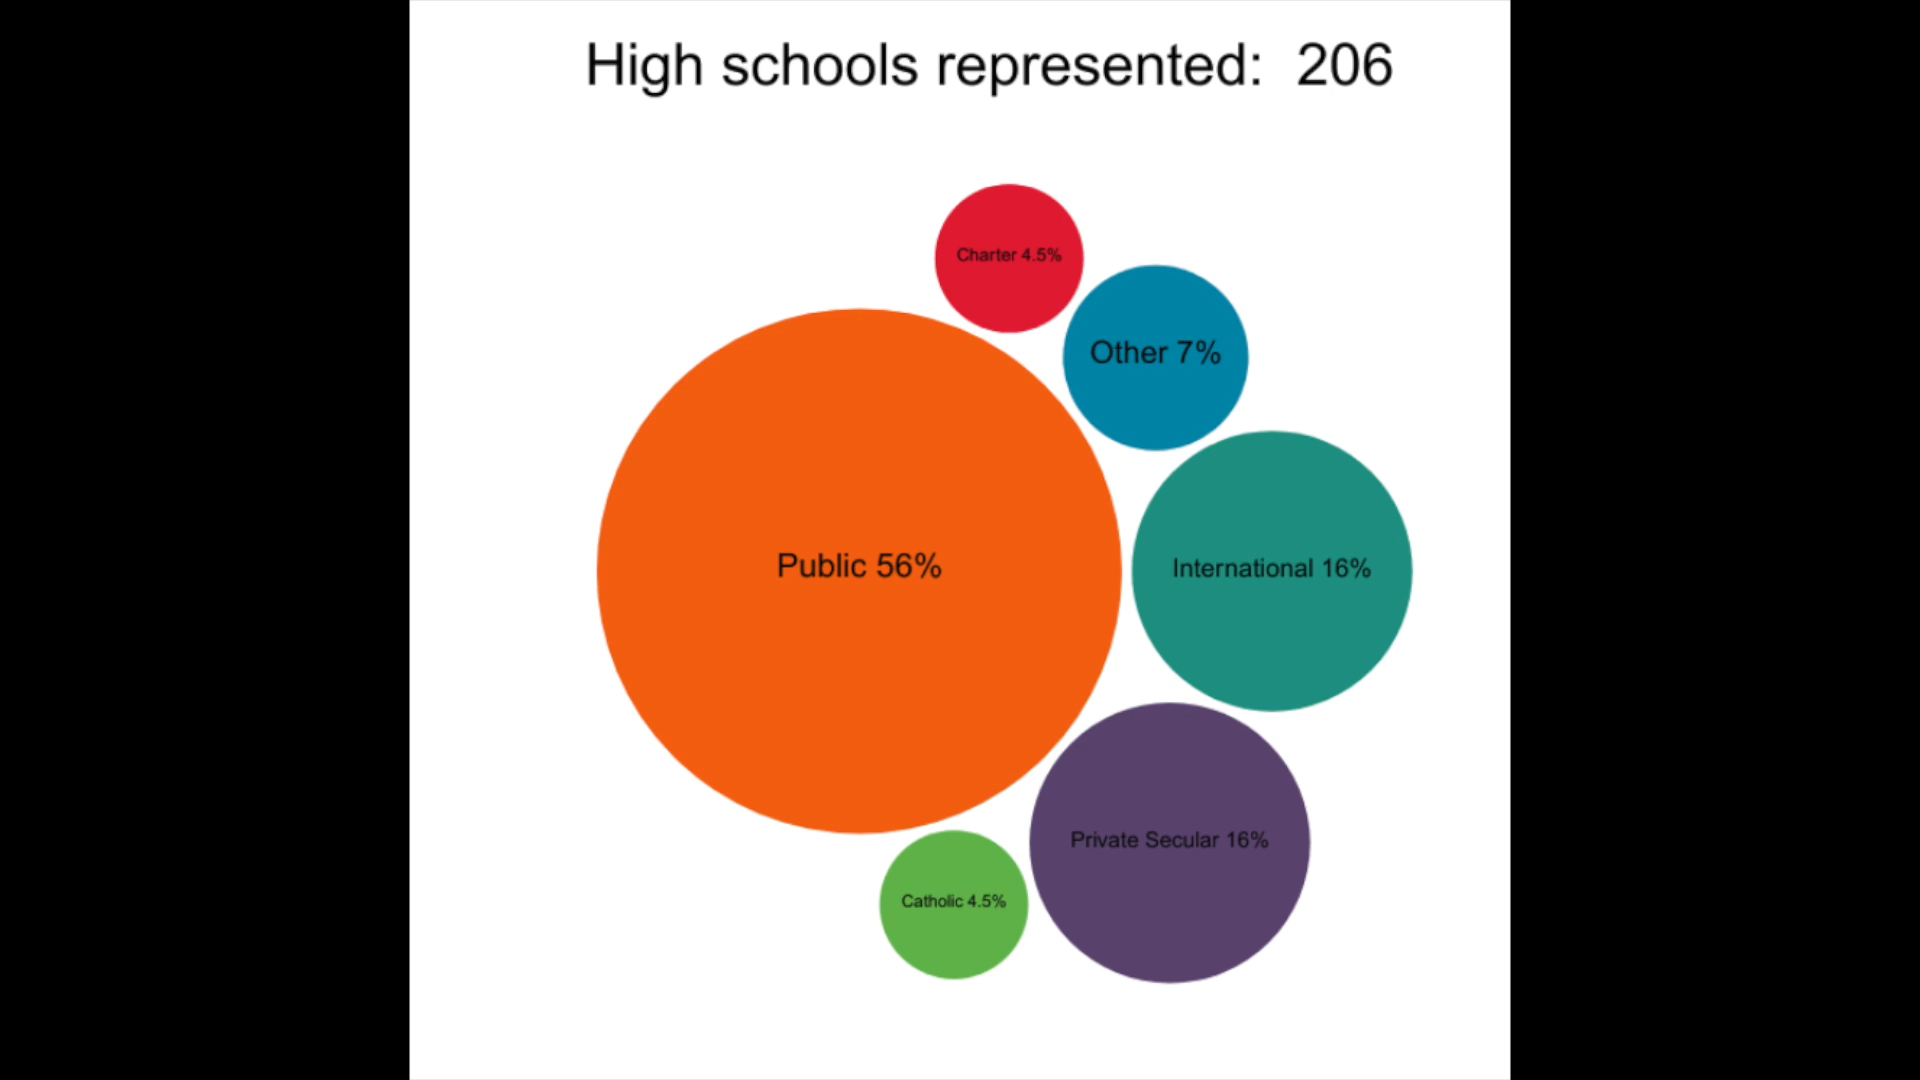 High schools represented: 206
Charter 4.5%
Other 7%
Public 56%
International 16%
Private Secular 16%
Catholic 4.5%